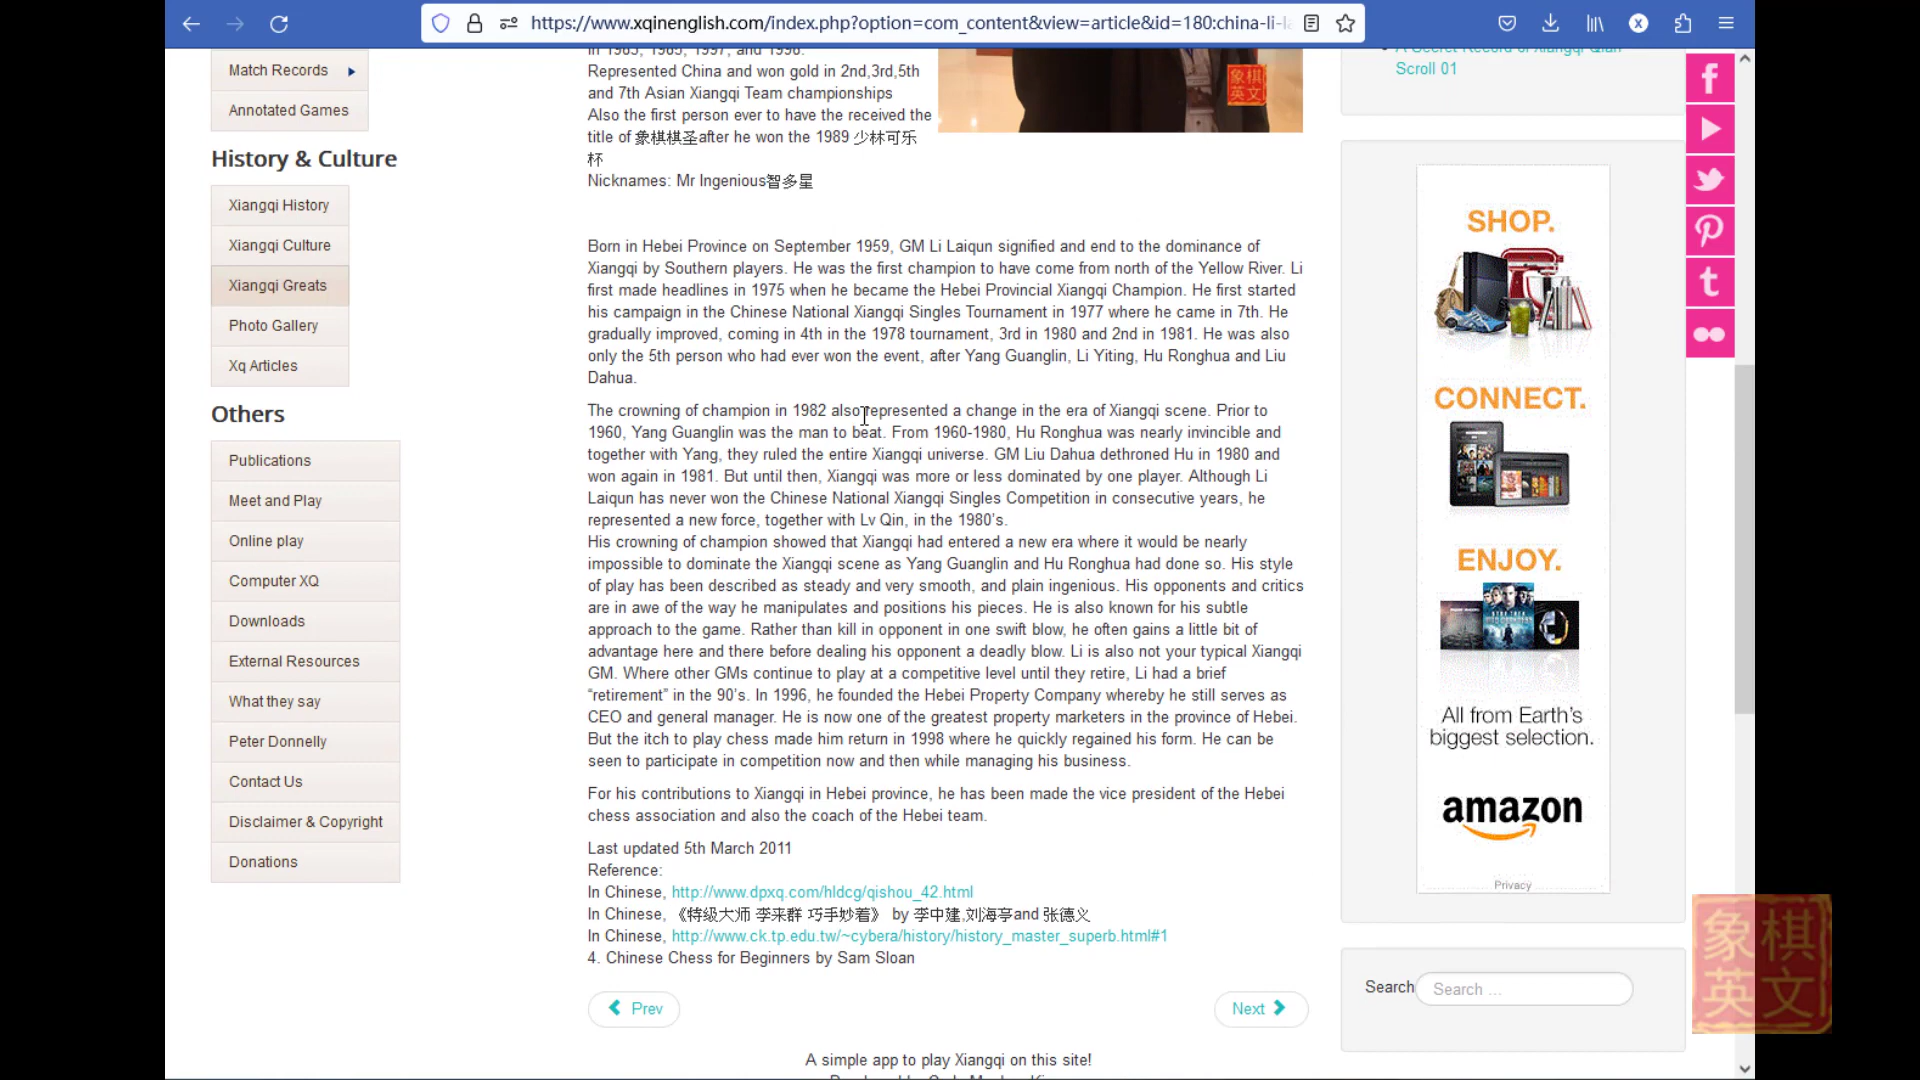 https://www.xqinenglish.com/index.php?option=com_content&view=article&id=180:china-li-la
Match Records
Annotated Games
History & Culture
Xiangqi History
Xiangqi Culture
Xiangqi Greats
Photo Gallery
Xq Articles
Others
Publications
Meet and Play
Online play
Computer XQ
Downloads
External Resources
What they say
Peter Donnelly
Contact Us
Disclaimer & Copyright
Donations
in 1983, 1985, 1997, and 1998.
Represented China and won gold in 2nd,3rd,5th
and 7th Asian Xiangqi Team championships
Also the first person ever to have the received the
title of 象棋棋圣after he won the 1989 少林可乐
杯
Nicknames: Mr Ingenious智多星
象棋
英文
Born in Hebei Province on September 1959, GM Li Laiqun signified and end to the dominance of
Xiangqi by Southern players. He was the first champion to have come from north of the Yellow River. Li
first made headlines in 1975 when he became the Hebei Provincial Xiangqi Champion. He first started
his campaign in the Chinese National Xiangqi Singles Tournament in 1977 where he came in 7th. He
gradually improved, coming in 4th in the 1978 tournament, 3rd in 1980 and 2nd in 1981. He was also
only the 5th person who had ever won the event, after Yang Guanglin, Li Yiting, Hu Ronghua and Liu
Dahua.
The crowning of champion in 1982 also represented a change in the era of Xiangqi scene. Prior to
1960, Yang Guanglin was the man to beat. From 1960-1980, Hu Ronghua was nearly invincible and
together with Yang, they ruled the entire Xiangqi universe. GM Liu Dahua dethroned Hu in 1980 and
won again in 1981. But until then, Xiangqi was more or less dominated by one player. Although Li
Laiqun has never won the Chinese National Xiangqi Singles Competition in consecutive years, he
represented a new force, together with Lv Qin, in the 1980’s.
His crowning of champion showed that Xiangqi had entered a new era where it would be nearly
impossible to dominate the Xiangqi scene as Yang Guanglin and Hu Ronghua had done so. His style
of play has been described as steady and very smooth, and plain ingenious. His opponents and critics
are in awe of the way he manipulates and positions his pieces. He is also known for his subtle
approach to the game. Rather than kill in opponent in one swift blow, he often gains a little bit of
advantage here and there before dealing his opponent a deadly blow. Li is also not your typical Xiangqi
GM. Where other GMs continue to play at a competitive level until they retire, Li had a brief
“retirement” in the 90’s. In 1996, he founded the Hebei Property Company whereby he still serves as
CEO and general manager. He is now one of the greatest property marketers in the province of Hebei.
But the itch to play chess made him return in 1998 where he quickly regained his form. He can be
seen to participate in competition now and then while managing his business.
For his contributions to Xiangqi in Hebei province, he has been made the vice president of the Hebei
chess association and also the coach of the Hebei team.
Last updated 5th March 2011
Reference:
In Chinese, http://www.dpxq.com/hldcg/qishou_42.html
In Chinese, 《特级大师 李来群 巧手妙着》 by 李中建,刘海亭and 张德义
In Chinese, http://www.ck.tp.edu.tw/~cybera/history/history_master_superb.html#1
4. Chinese Chess for Beginners by Sam Sloan
Prev
Next
A simple app to play Xiangqi on this site!
A Secret Record of Xiangqi Qian
Scroll 01
SHOP.
CONNECT.
ENJOY.
All from Earth’s
biggest selection.
amazon
Privacy
Search
Search ...
象棋
英文